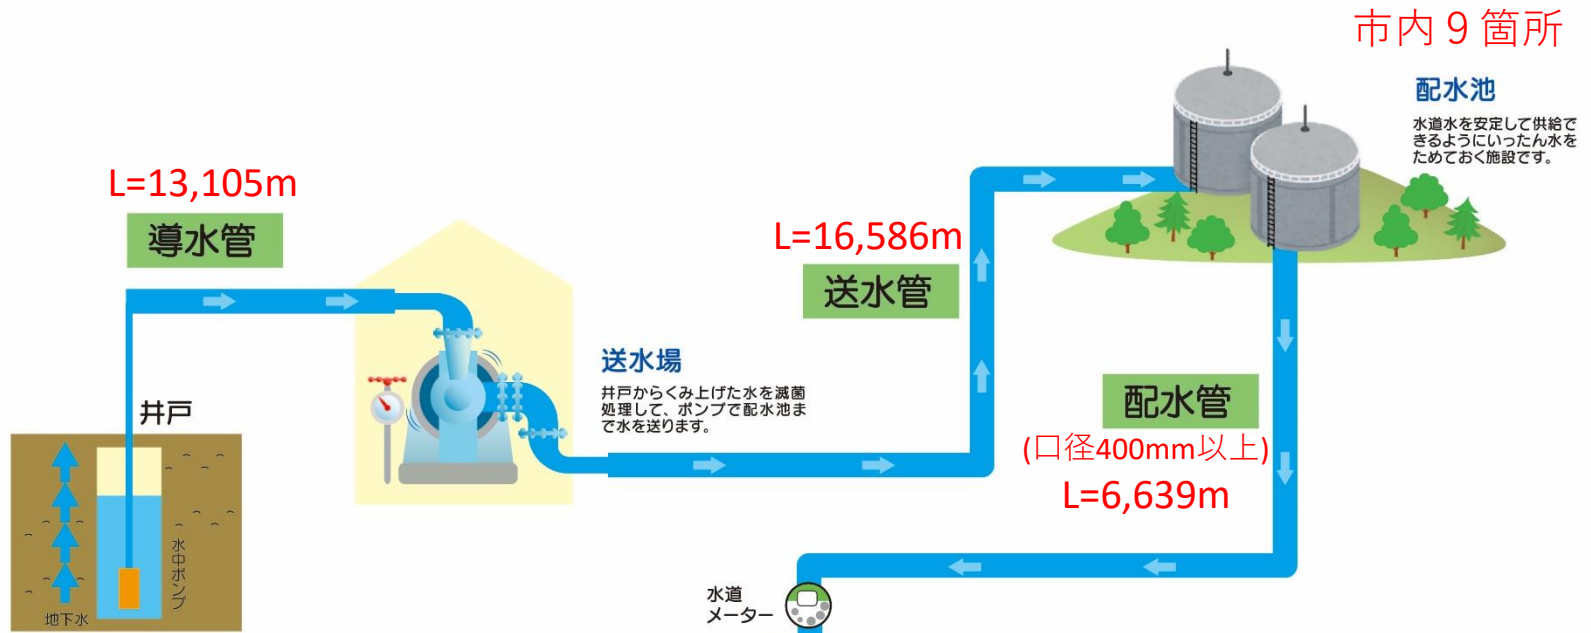 市内９箇所
配水池
水道水を安定して供給で
きるようにいったん水を
ためておく施設です。
L=13,105m
導水管
L=16,586m
送水管
送水場
井戸からくみ上げた水を滅菌
処理して、ポンプで配水池ま
で水を送ります。
配水管
(口径400mm以上)
L=6,639m
井戸
水中ポンプ
地下水
水道
メーター